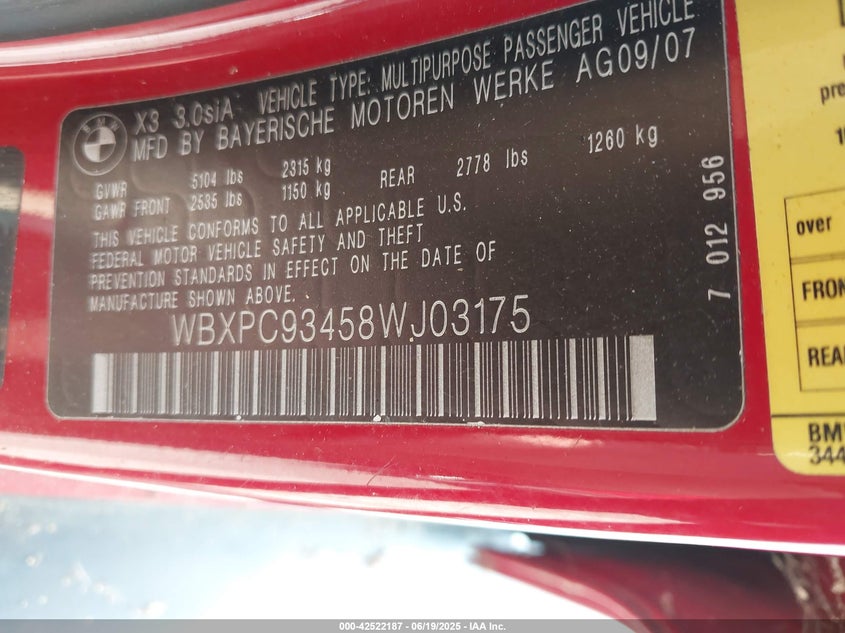 BMW
X3 3.0siA VEHICLE TYPE: MULTIPURPOSE PASSENGER VEHICLE
MFD BY BAYERISCHE MOTOREN WERKE AG09/07
GVWR 5104 lbs 2315 kg
GAWR FRONT 2535 lbs 1150 kg REAR 2778 lbs 1260 kg
THIS VEHICLE CONFORMS TO ALL APPLICABLE U.S.
FEDERAL MOTOR VEHICLE SAFETY AND THEFT
PREVENTION STANDARDS IN EFFECT ON THE DATE OF
MANUFACTURE SHOWN ABOVE.
WBXPC93458WJ03175
7 012 956
over
FRON
REA
BM
344
000-42522187 - 06/19/2025 - IAA Inc.